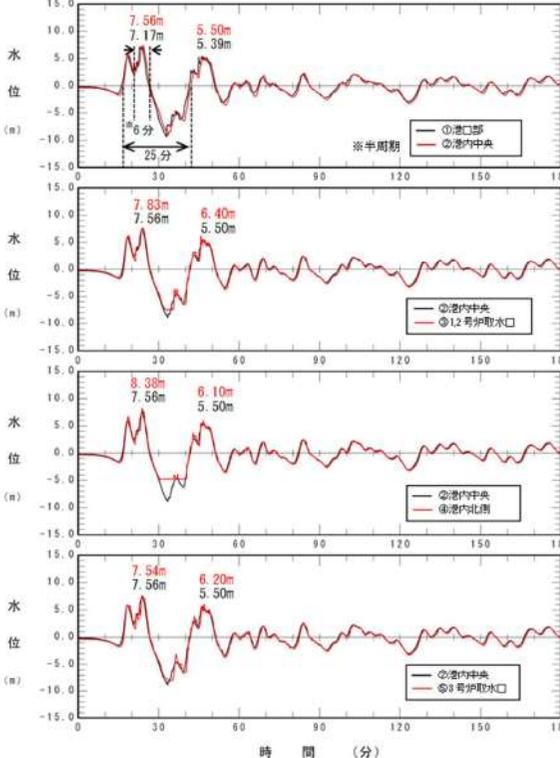 15.0
7.56m
7.17m
5.50m
5.39m
10.0
5.0
0.0
-5.0
-10.0
-15.0
水
位
(m)
※6分
25分
※半周期
①港口部
②港内中央
0 30 60 90 120 150 18
15.0
10.0
5.0
0.0
-5.0
-10.0
-15.0
水
位
(m)
7.83m
7.56m
6.40m
5.50m
②港内中央
③1,2号炉取水口
0 30 60 90 120 150 18
15.0
10.0
5.0
0.0
-5.0
-10.0
-15.0
水
位
(m)
8.38m
7.56m
6.10m
5.50m
②港内中央
④港内北側
0 30 60 90 120 150 18
15.0
10.0
5.0
0.0
-5.0
-10.0
-15.0
水
位
(m)
7.54m
7.56m
6.20m
5.50m
②港内中央
⑤3号炉取水口
0 30 60 90 120 150 18
時 間 (分)